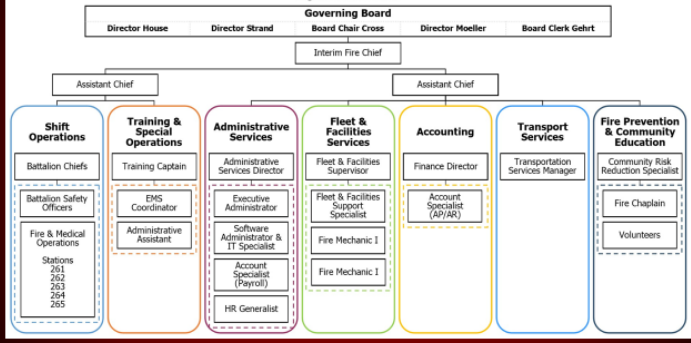 Governing Board
Director House
Director Strand
Board Chair Cross
Director Moeller
Board Clerk Gehrt
Interim Fire Chief
Assistant Chief
Assistant Chief
Shift
Operations
Battalion Chiefs
Battalion Safety
Officers
Fire & Medical
Operations
Stations
261
262
263
264
265
Training &
Special
Operations
Training Captain
EMS
Coordinator
Administrative
Assistant
Administrative
Services
Administrative
Services Director
Executive
Administrator
Software
Administrator &
IT Specialist
Account
Specialist
(Payroll)
HR Generalist
Fleet &
Facilities
Services
Fleet & Facilities
Supervisor
Fleet & Facilities
Support
Specialist
Fire Mechanic I
Fire Mechanic I
Accounting
Finance Director
Account
Specialist
(AP/AR)
Transport
Services
Transportation
Services Manager
Fire Prevention
& Community
Education
Community Risk
Reduction Specialist
Fire Chaplain
Volunteers